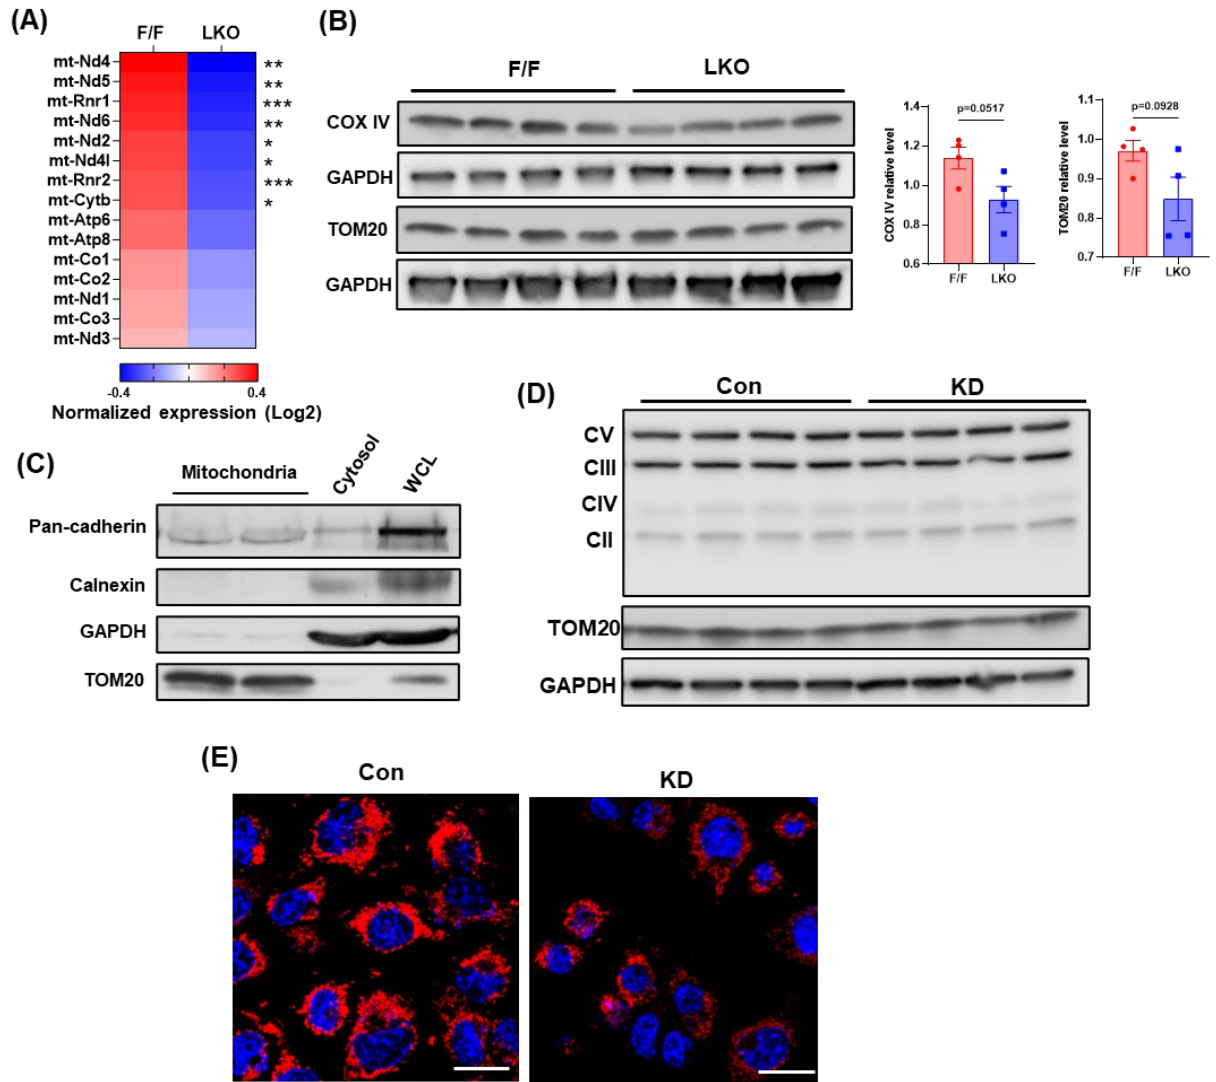 (A)
F/F LKO
mt-Nd4 **
mt-Nd5 **
mt-Rnr1 ***
mt-Nd6 **
mt-Nd2 *
mt-Nd4l *
mt-Rnr2 ***
mt-Cytb *
mt-Atp6
mt-Atp8
mt-Co1
mt-Co2
mt-Nd1
mt-Co3
mt-Nd3
-0.4 0.4
Normalized expression (Log2)
(B)
F/F LKO
COX IV
GAPDH
TOM20
GAPDH
COX IV relative level
1.4
1.2
1.0
0.8
0.6
p=0.0517
F/F LKO
TOM20 relative level
1.1
1.0
0.9
0.8
0.7
p=0.0928
F/F LKO
(C)
Mitochondria Cytosol WCL
Pan-cadherin
Calnexin
GAPDH
TOM20
(D)
Con KD
CV
CIII
CIV
CII
TOM20
GAPDH
(E)
Con KD